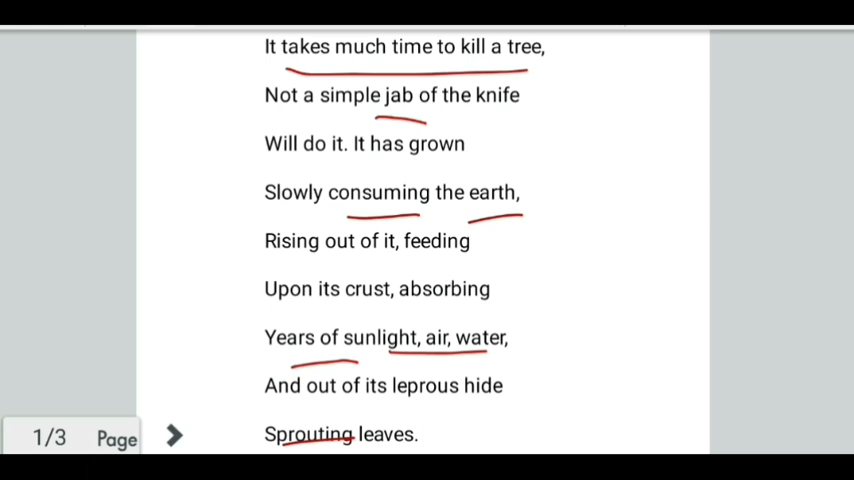 It takes much time to kill a tree,
Not a simple jab of the knife
Will do it. It has grown
Slowly consuming the earth,
Rising out of it, feeding
Upon its crust, absorbing
Years of sunlight, air, water,
And out of its leprous hide
Sprouting leaves.
1/3 Page